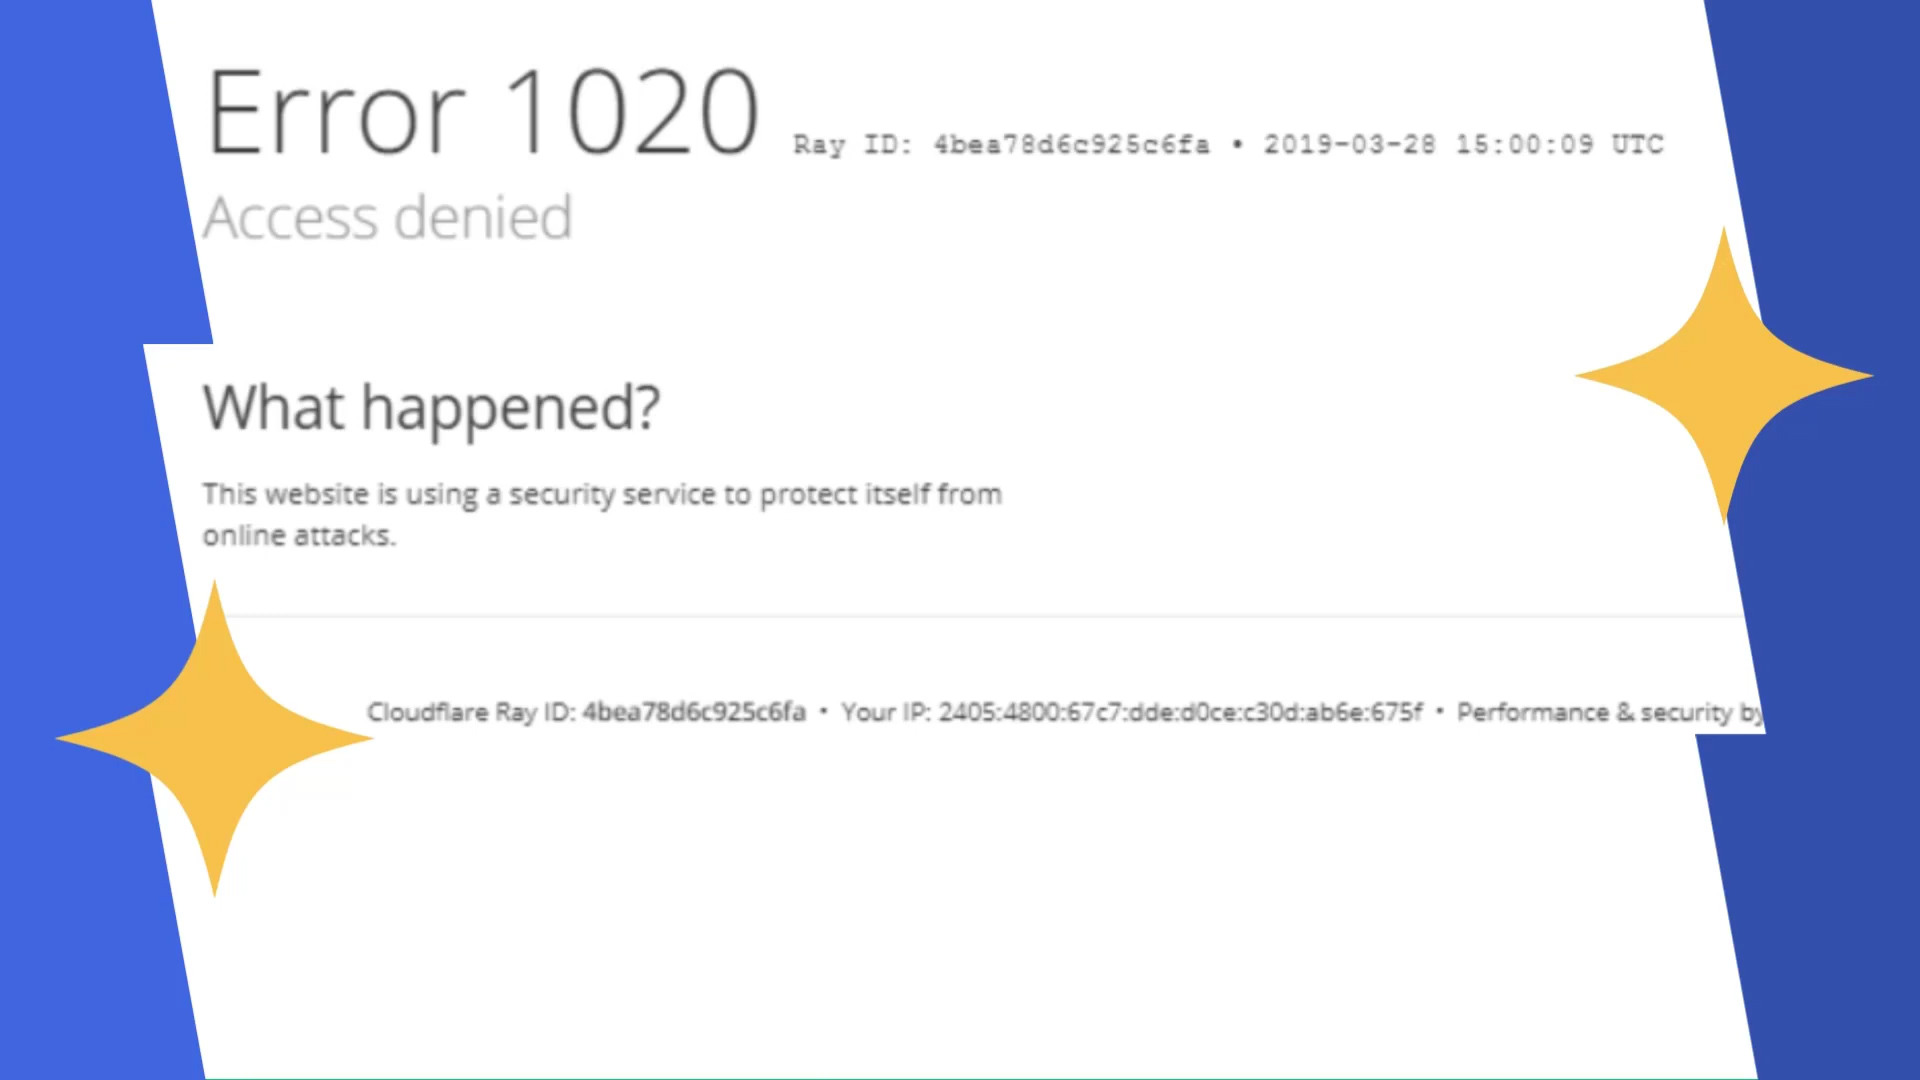 Error 1020 Ray ID: 4bea78d6c925c6fa • 2019-03-28 15:00:09 UTC
Access denied
What happened?
This website is using a security service to protect itself from
online attacks.
Cloudflare Ray ID: 4bea78d6c925c6fa • Your IP: 2405:4800:67c7:dde:d0ce:c30d:ab6e:675f • Performance & security by